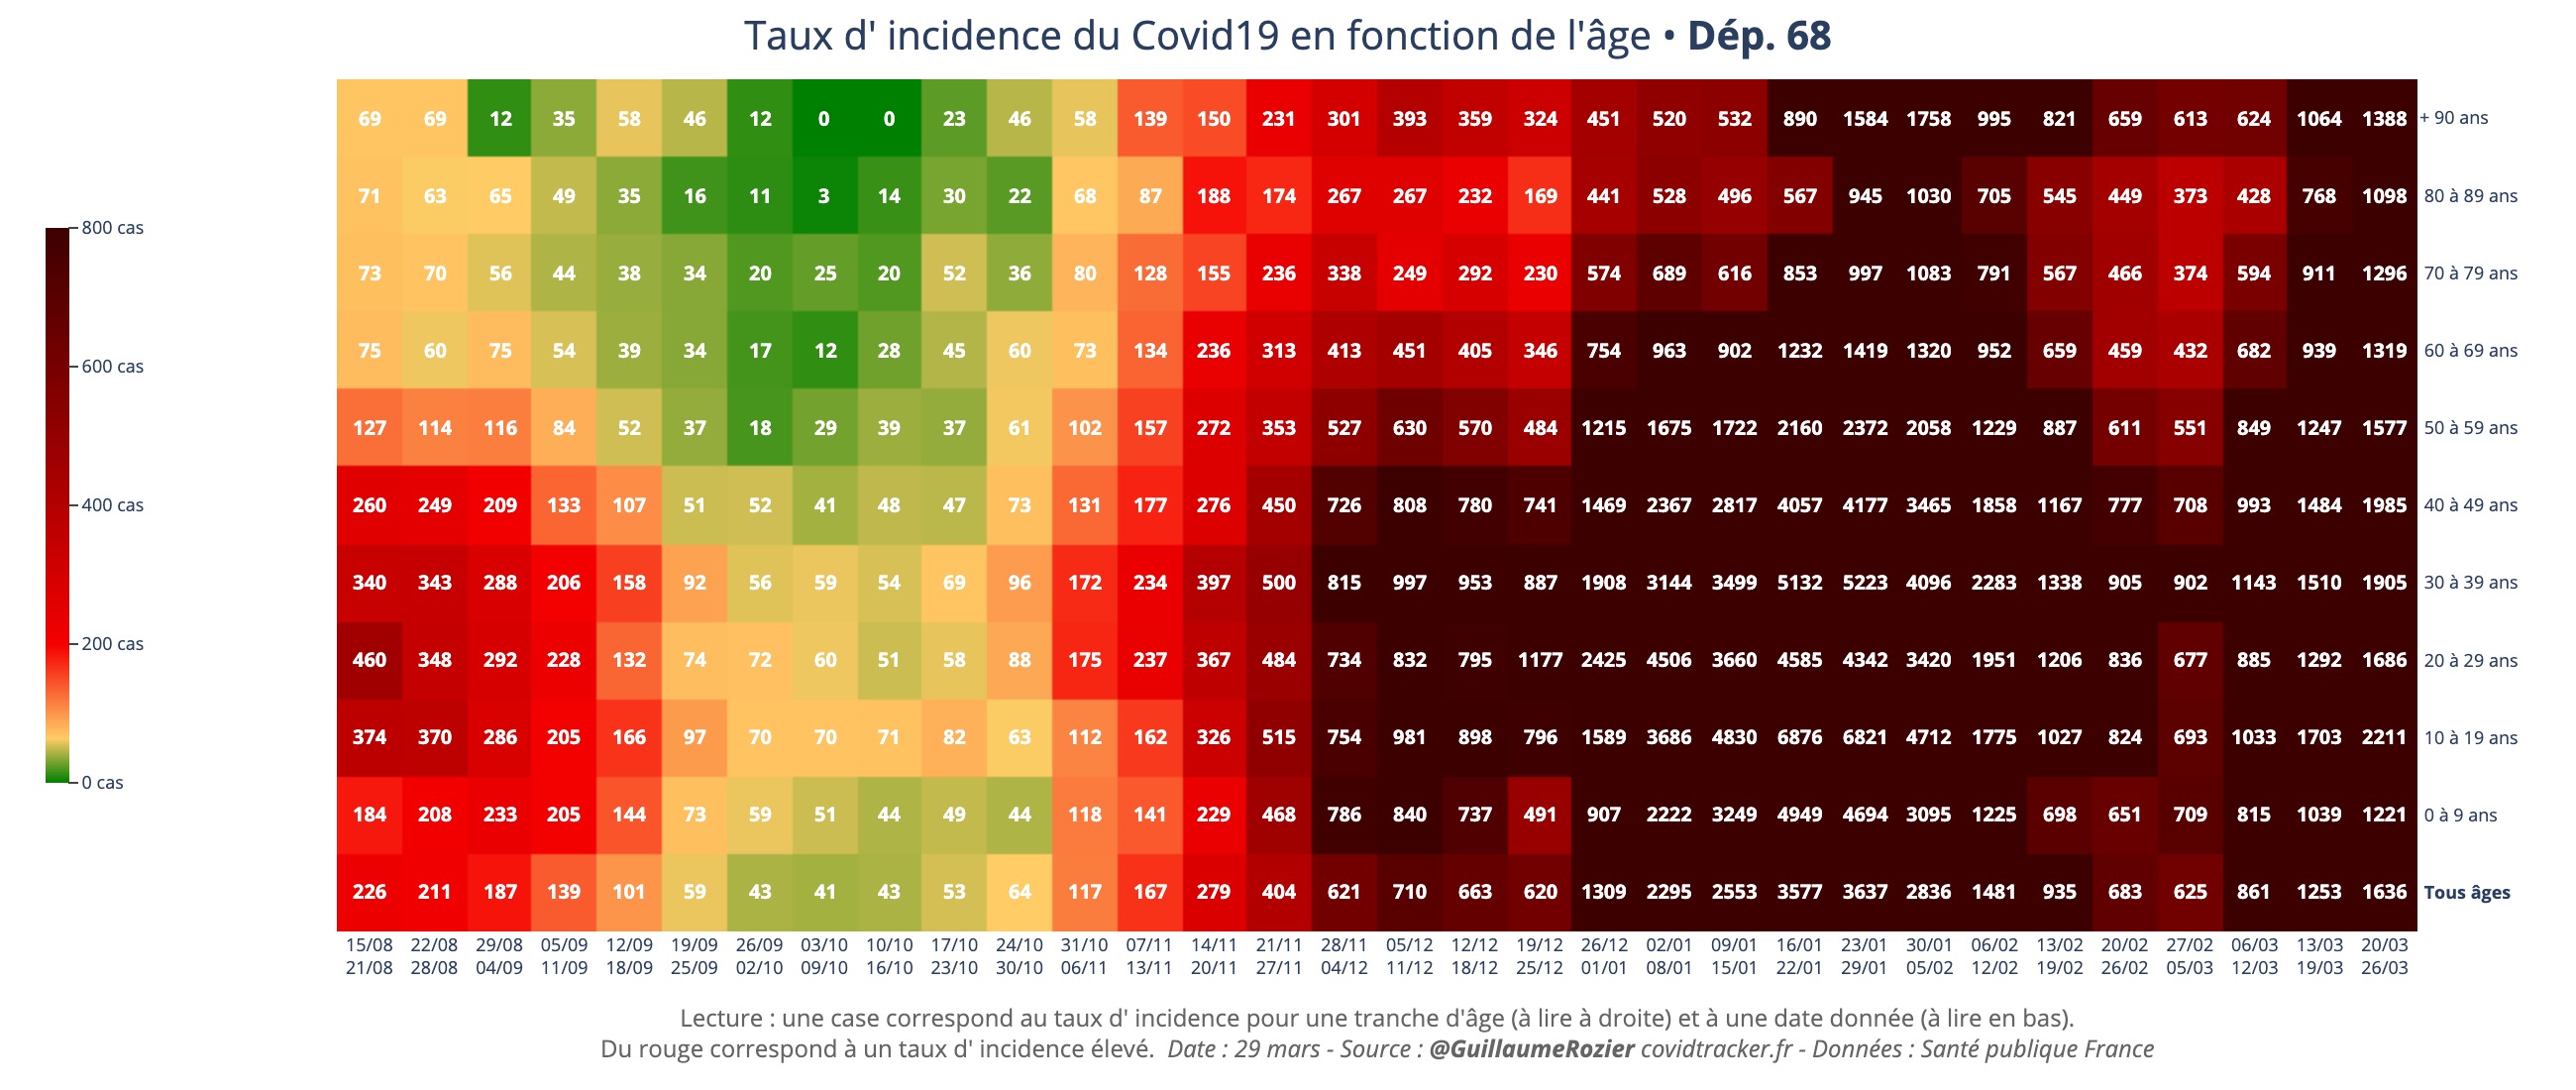 Taux d' incidence du Covid19 en fonction de l'âge • Dép. 68
69 69 12 35 58 46 12 0 0 23 46 58 139 150 231 301 393 359 324 451 520 532 890 1584 1758 995 821 659 613 624 1064 1388 + 90 ans
71 63 65 49 35 16 11 3 14 30 22 68 87 188 174 267 267 232 169 441 528 496 567 945 1030 705 545 449 373 428 768 1098 80 à 89 ans
800 cas
73 70 56 44 38 34 20 25 20 52 36 80 128 155 236 338 249 292 230 574 689 616 853 997 1083 791 567 466 374 594 911 1296 70 à 79 ans
75 60 75 54 39 34 17 12 28 45 60 73 134 236 313 413 451 405 346 754 963 902 1232 1419 1320 952 659 459 432 682 939 1319 60 à 69 ans
600 cas
127 114 116 84 52 37 18 29 39 37 61 102 157 272 353 527 630 570 484 1215 1675 1722 2160 2372 2058 1229 887 611 551 849 1247 1577 50 à 59 ans
400 cas
260 249 209 133 107 51 52 41 48 47 73 131 177 276 450 726 808 780 741 1469 2367 2817 4057 4177 3465 1858 1167 777 708 993 1484 1985 40 à 49 ans
340 343 288 206 158 92 56 59 54 69 96 172 234 397 500 815 997 953 887 1908 3144 3499 5132 5223 4096 2283 1338 905 902 1143 1510 1905 30 à 39 ans
200 cas
460 348 292 228 132 74 72 60 51 58 88 175 237 367 484 734 832 795 1177 2425 4506 3660 4585 4342 3420 1951 1206 836 677 885 1292 1686 20 à 29 ans
374 370 286 205 166 97 70 70 71 82 63 112 162 326 515 754 981 898 796 1589 3686 4830 6876 6821 4712 1775 1027 824 693 1033 1703 2211 10 à 19 ans
0 cas
184 208 233 205 144 73 59 51 44 49 44 118 141 229 468 786 840 737 491 907 2222 3249 4949 4694 3095 1225 698 651 709 815 1039 1221 0 à 9 ans
226 211 187 139 101 59 43 41 43 53 64 117 167 279 404 621 710 663 620 1309 2295 2553 3577 3637 2836 1481 935 683 625 861 1253 1636 Tous âges
15/08 22/08 29/08 05/09 12/09 19/09 26/09 03/10 10/10 17/10 24/10 31/10 07/11 14/11 21/11 28/11 05/12 12/12 19/12 26/12 02/01 09/01 16/01 23/01 30/01 06/02 13/02 20/02 27/02 06/03 13/03 20/03
21/08 28/08 04/09 11/09 18/09 25/09 02/10 09/10 16/10 23/10 30/10 06/11 13/11 20/11 27/11 04/12 11/12 18/12 25/12 01/01 08/01 15/01 22/01 29/01 05/02 12/02 19/02 26/02 05/03 12/03 19/03 26/03
Lecture : une case correspond au taux d' incidence pour une tranche d'âge (à lire à droite) et à une date donnée (à lire en bas).
Du rouge correspond à un taux d' incidence élevé. Date : 29 mars - Source : @GuillaumeRozier covidtracker.fr - Données : Santé publique France